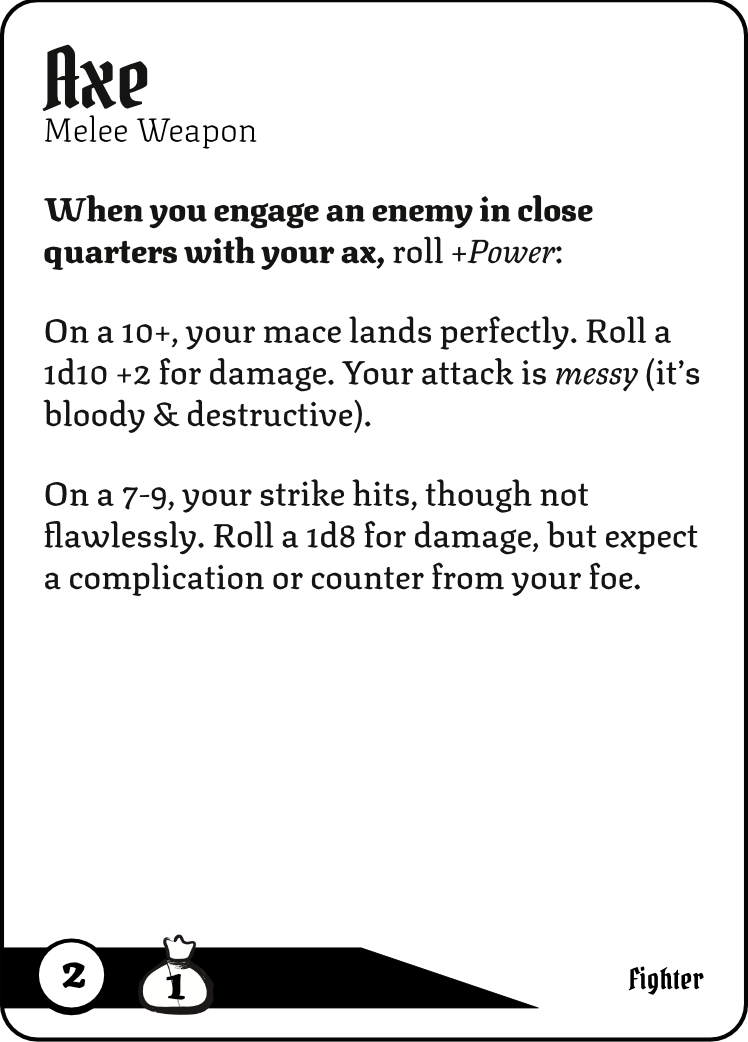 Axe
Melee Weapon
When you engage an enemy in close
quarters with your ax, roll +Power:
On a 10+, your mace lands perfectly. Roll a
1d10 +2 for damage. Your attack is messy (it’s
bloody & destructive).
On a 7-9, your strike hits, though not
flawlessly. Roll a 1d8 for damage, but expect
a complication or counter from your foe.
2
1
Fighter